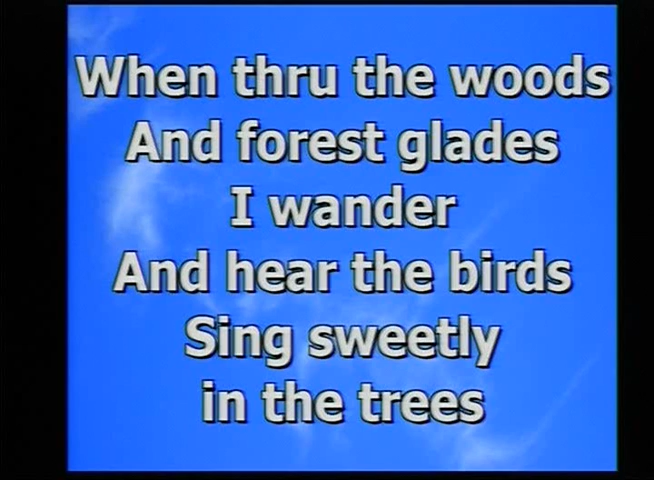 When thru the woods
And forest glades
I wander
And hear the birds
Sing sweetly
in the trees